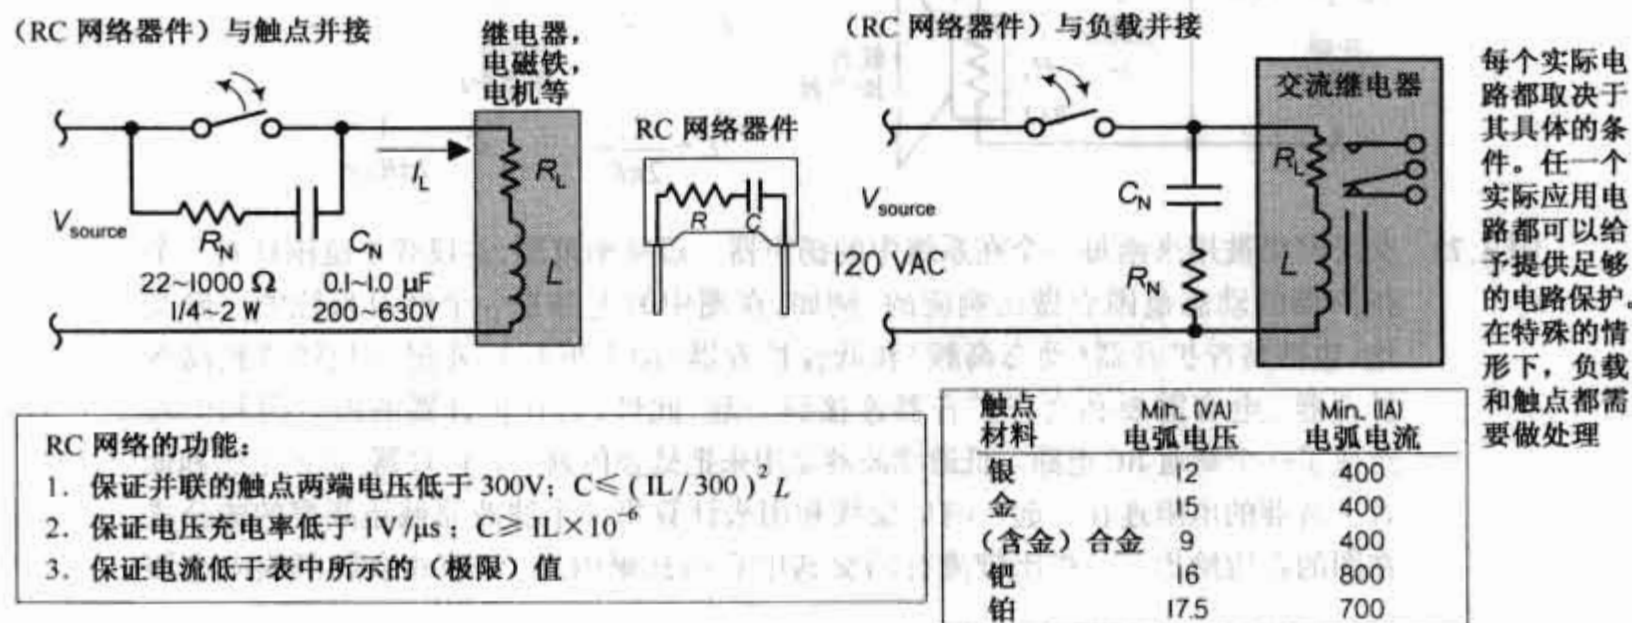 （RC 网络器件）与触点并接
继电器，
电磁铁，
电机等
V_source
R_N
22~1000 Ω
1/4~2 W
C_N
0.1~1.0 μF
200~630V
I_L
R_L
L
RC 网络器件
R
C
（RC 网络器件）与负载并接
交流继电器
V_source
120 VAC
C_N
R_N
R_L
L
每个实际电
路都取决于
其具体的条
件。任一个
实际应用电
路都可以给
予提供足够
的电路保护。
在特殊的情
形下，负载
和触点都需
要做处理
RC 网络的功能：
1. 保证并联的触点两端电压低于 300V；C≤(IL/300)²L
2. 保证电压充电率低于 1V/μs；C≥IL×10⁻⁶
3. 保证电流低于表中所示的（极限）值
触点 Min. (VA) Min. (IA)
材料 电弧电压 电弧电流
银 12 400
金 15 400
（含金）合金 9 400
钯 16 800
铂 17.5 700